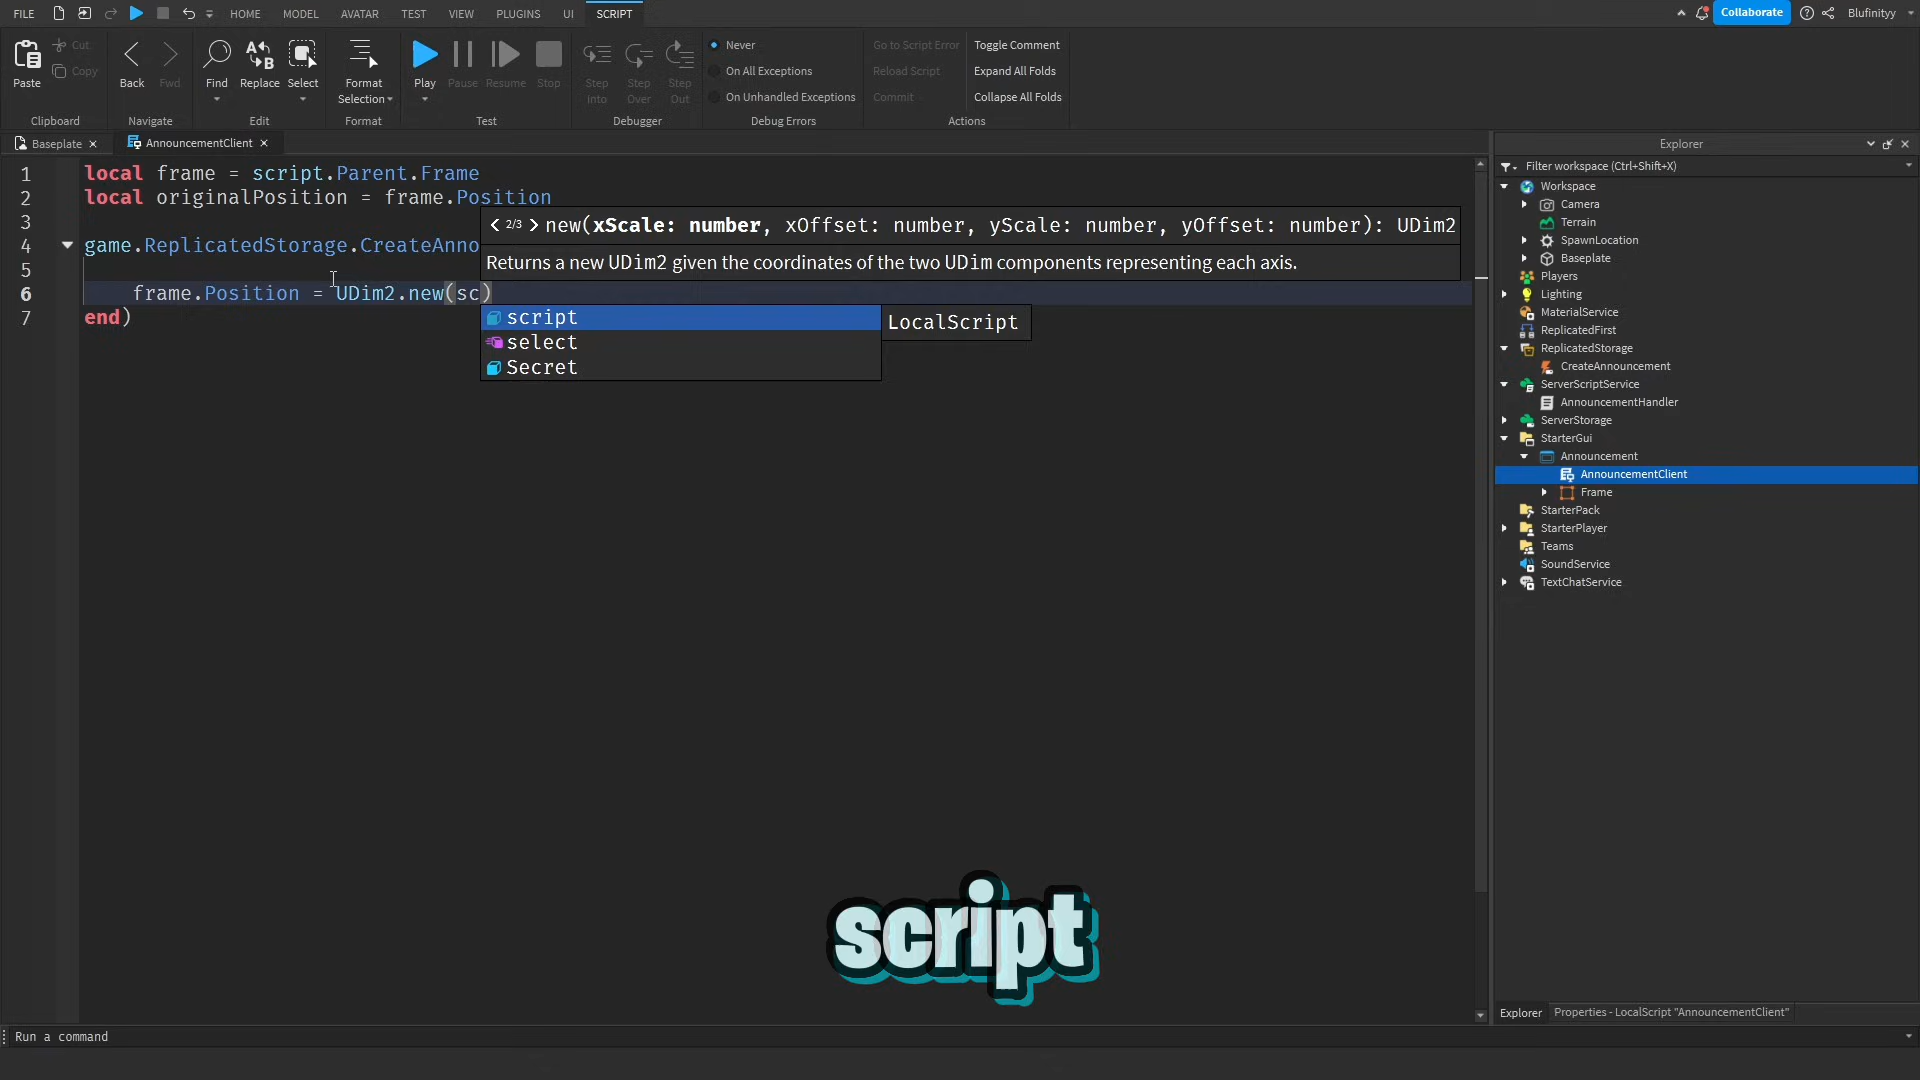 FILE HOME MODEL AVATAR TEST VIEW PLUGINS UI SCRIPT Collaborate Blufinityy
Paste Cut Copy
Clipboard
Back Fwd
Navigate
Find Replace Select
Edit
Format Selection
Format
Play Pause Resume Stop
Test
Step Into Step Over Step Out
Debugger
Never
On All Exceptions
On Unhandled Exceptions
Debug Errors
Go to Script Error
Reload Script
Commit
Toggle Comment
Expand All Folds
Collapse All Folds
Actions
Baseplate
AnnouncementClient
1 local frame = script.Parent.Frame
2 local originalPosition = frame.Position
3
4 game.ReplicatedStorage.CreateAnno
5
6 frame.Position = UDim2.new(sc)
7 end)
2/3 new(xScale: number, xOffset: number, yScale: number, yOffset: number): UDim2
Returns a new UDim2 given the coordinates of the two UDim components representing each axis.
script
select
Secret
LocalScript
script
Explorer
Filter workspace (Ctrl+Shift+X)
Workspace
Camera
Terrain
SpawnLocation
Baseplate
Players
Lighting
MaterialService
ReplicatedFirst
ReplicatedStorage
CreateAnnouncement
ServerScriptService
AnnouncementHandler
ServerStorage
StarterGui
Announcement
AnnouncementClient
Frame
StarterPack
StarterPlayer
Teams
SoundService
TextChatService
Explorer Properties - LocalScript "AnnouncementClient"
Run a command